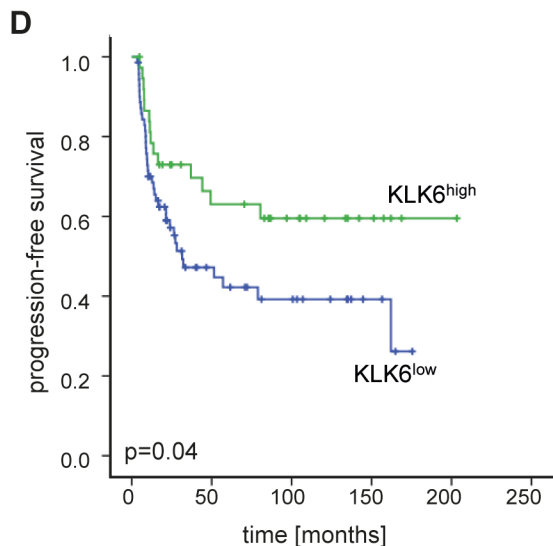 D
progression-free survival
1.0
0.8
0.6
0.4
0.2
0.0
KLK6high
KLK6low
p=0.04
0 50 100 150 200 250
time [months]